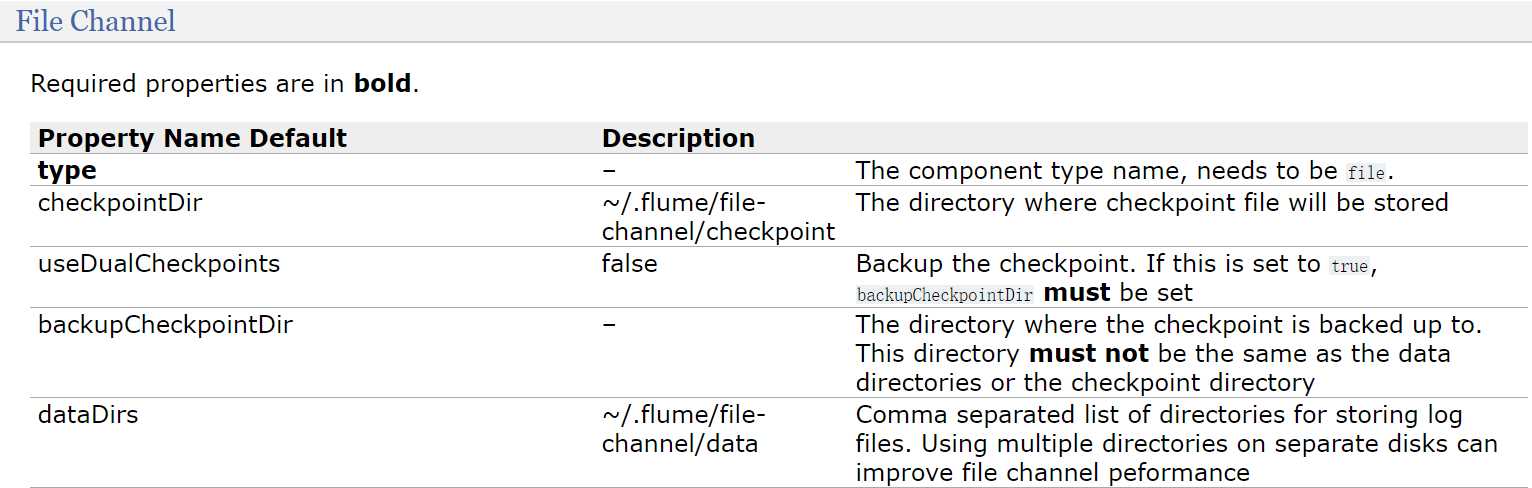 File Channel
Required properties are in bold.
Property Name Default Description
type – The component type name, needs to be file.
checkpointDir ~/.flume/file- The directory where checkpoint file will be stored
channel/checkpoint
useDualCheckpoints false Backup the checkpoint. If this is set to true,
backupCheckpointDir must be set
backupCheckpointDir – The directory where the checkpoint is backed up to.
This directory must not be the same as the data
directories or the checkpoint directory
dataDirs ~/.flume/file- Comma separated list of directories for storing log
channel/data files. Using multiple directories on separate disks can
improve file channel peformance